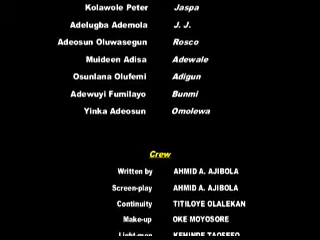 Kolawole Peter Jaspa
Adelugba Ademola J. J.
Adeosun Oluwasegun Rosco
Muideen Adisa Adewale
Osunlana Olufemi Adigun
Adewuyi Fumilayo Bunmi
Yinka Adeosun Omolewa
Crew
Written by AHMID A. AJIBOLA
Screen-play AHMID A. AJIBOLA
Continuity TITILOYE OLALEKAN
Make-up OKE MOYOSORE